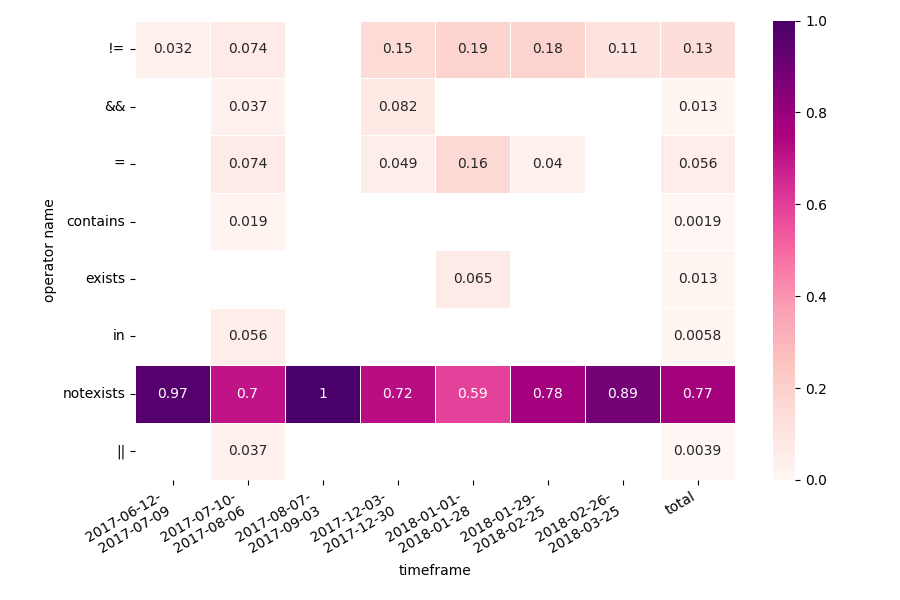 != 0.032 0.074 0.15 0.19 0.18 0.11 0.13
&& 0.037 0.082 0.013
= 0.074 0.049 0.16 0.04 0.056
contains 0.019 0.0019
exists 0.065 0.013
in 0.056 0.0058
notexists 0.97 0.7 1 0.72 0.59 0.78 0.89 0.77
|| 0.037 0.0039
operator name
2017-06-12-
2017-07-09
2017-07-10-
2017-08-06
2017-08-07-
2017-09-03
2017-12-03-
2017-12-30
2018-01-01-
2018-01-28
2018-01-29-
2018-02-25
2018-02-26-
2018-03-25
total
timeframe
1.0
0.8
0.6
0.4
0.2
0.0